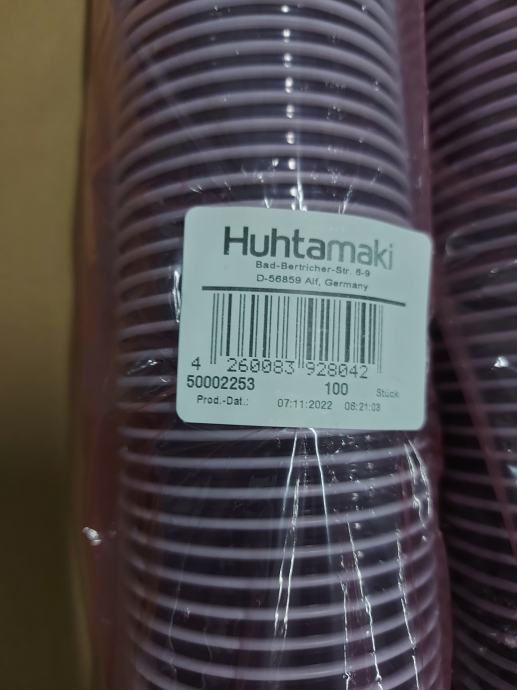 Huhtamaki
Bad-Bertricher-Str. 6-9
D-56859 Alf, Germany
4 260083 928042
50002253 100 Stück
Prod.-Dat.: 07:11:2022 06:21:03